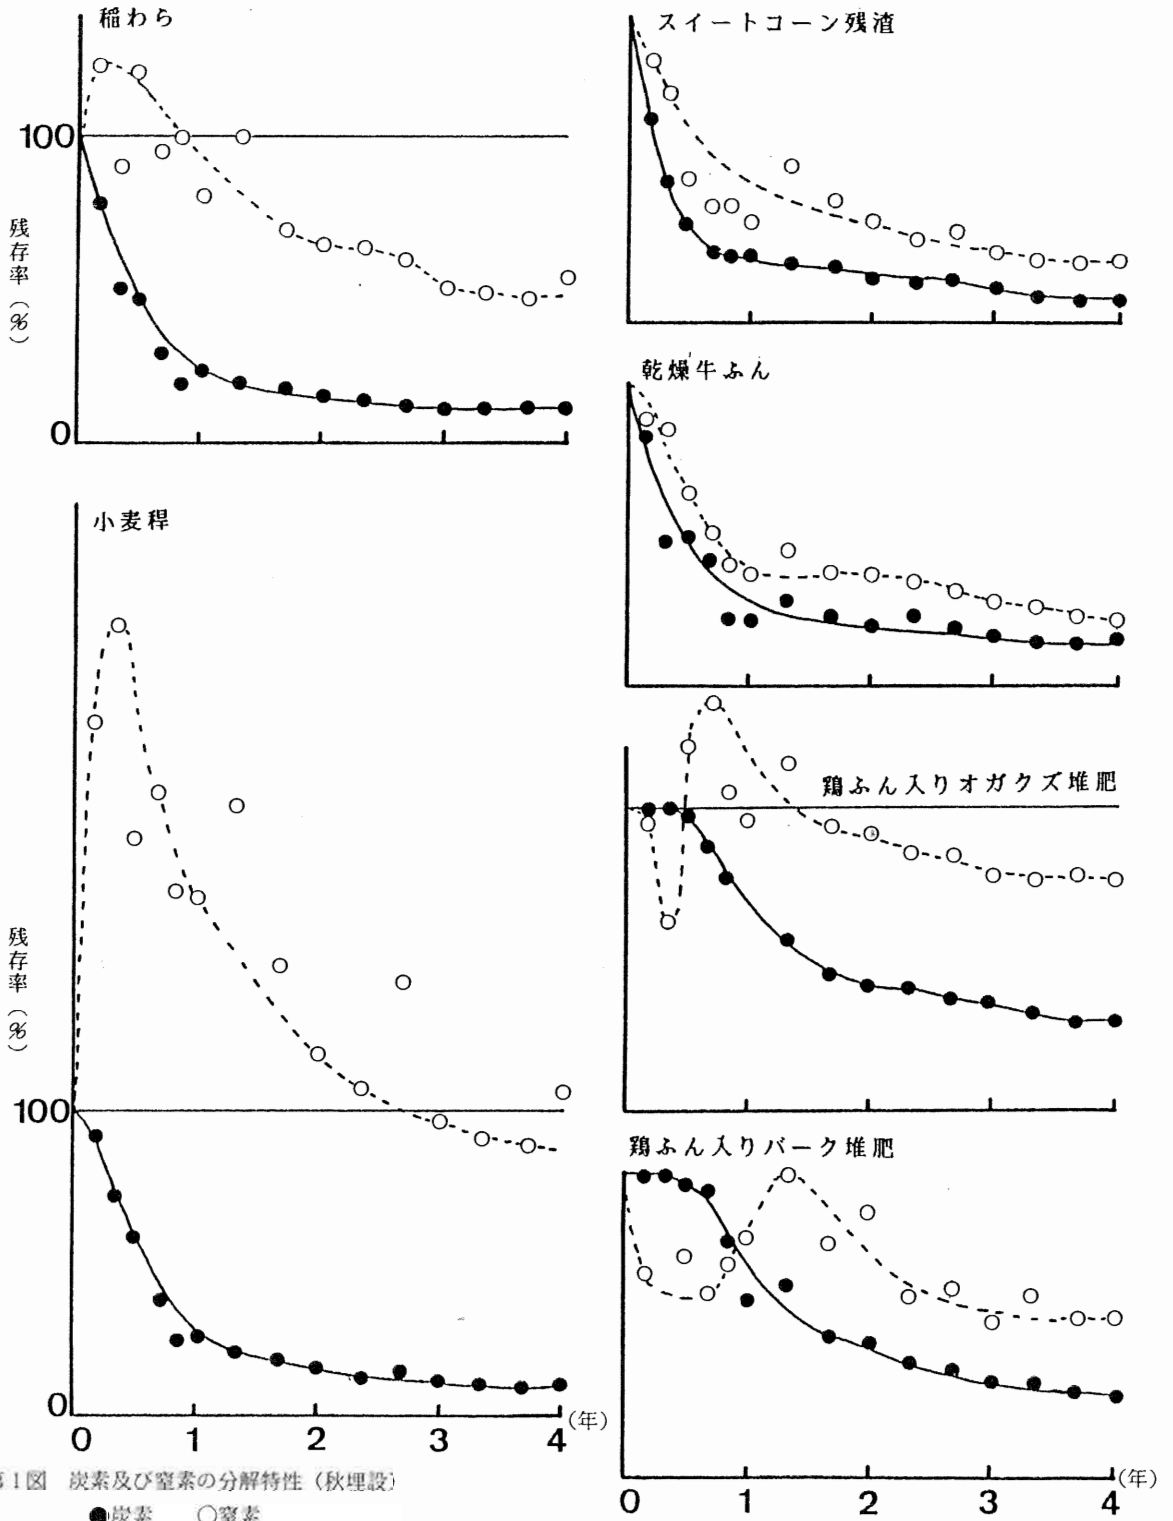 稲わら
100
残存率(%)
0
小麦稈
残存率(%)
100
0
0 1 2 3 4 (年)
スイートコーン残渣
乾燥牛ふん
鶏ふん入りオガクズ堆肥
鶏ふん入りバーク堆肥
0 1 2 3 4 (年)
1図 炭素及び窒素の分解特性(秋埋設)
●炭素 ○窒素